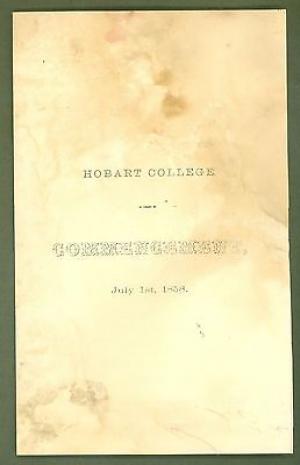 HOBART COLLEGE
COMMENCEMENT,
July 1st, 1858.